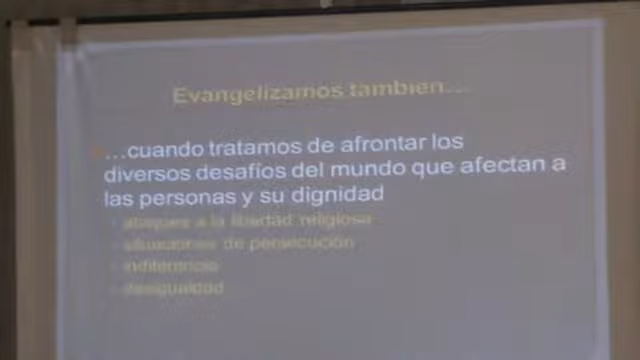 Evangelizamos tambien...
...cuando tratamos de afrontar los
diversos desafíos del mundo que afectan a
las personas y su dignidad
ataques a la libertad religiosa
situaciones de persecución
indiferencia
desigualdad